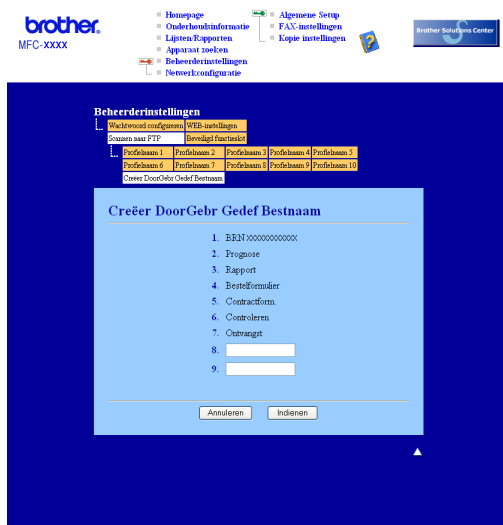 brother.
MFC-XXXX
Homepage
Onderhoudsinformatie
Lijsten/Rapporten
Apparaat zoeken
Beheerderinstellingen
Netwerkconfiguratie
Algemene Setup
FAX-instellingen
Kopie instellingen
Brother Solutions Center
Beheerderinstellingen
Wachtwoord configureren WEB-instellingen
Scannen naar FTP Beveiligd functieslot
Profielnaam 1 Profielnaam 2 Profielnaam 3 Profielnaam 4 Profielnaam 5
Profielnaam 6 Profielnaam 7 Profielnaam 8 Profielnaam 9 Profielnaam 10
Creëer DoorGebr Gedef Bestnaam.
Creëer DoorGebr Gedef Bestnaam
1. BRNXXXXXXXXXXXX
2. Prognose
3. Rapport
4. Bestelformulier
5. Contractform.
6. Controleren
7. Ontvangst
8.
9.
Annuleren Indienen